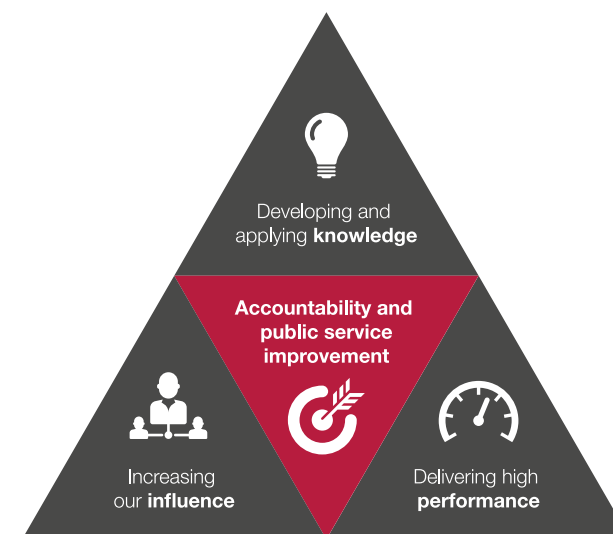 Developing and
applying knowledge
Accountability and
public service
improvement
Increasing
our influence
Delivering high
performance